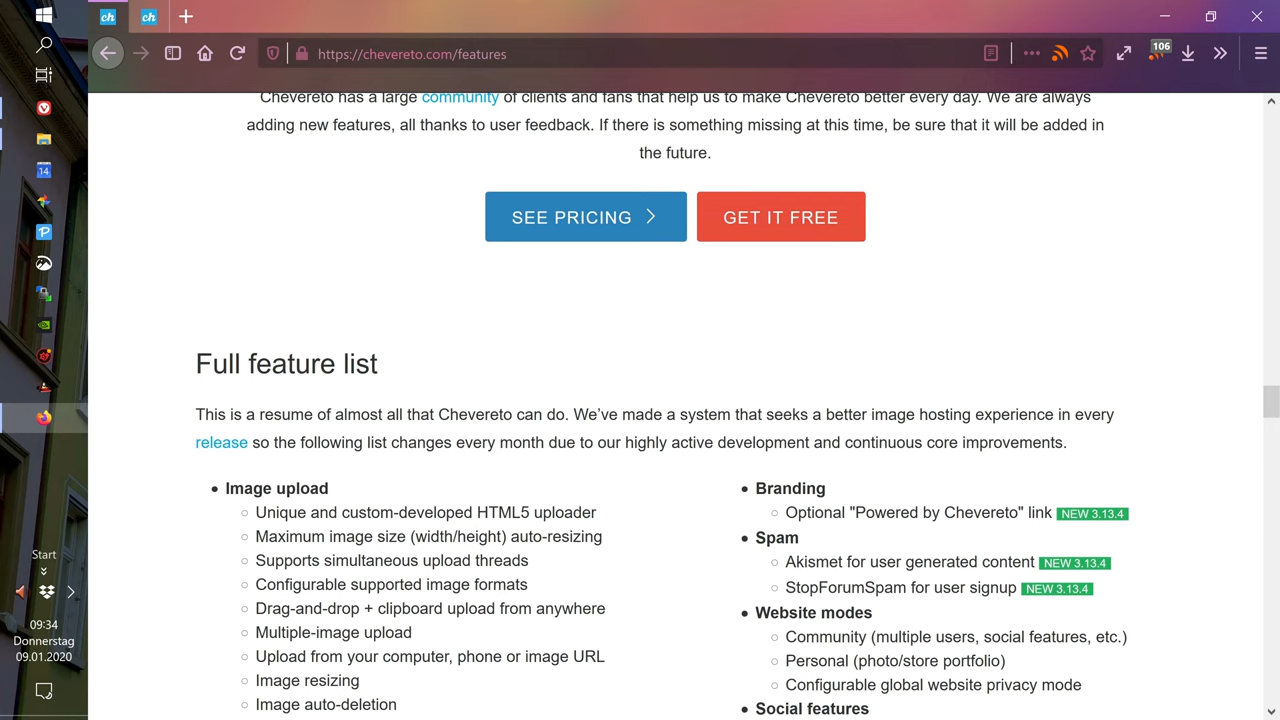 ch
ch
https://chevereto.com/features
106
Chevereto has a large community of clients and fans that help us to make Chevereto better every day. We are always
adding new features, all thanks to user feedback. If there is something missing at this time, be sure that it will be added in
the future.
SEE PRICING
GET IT FREE
Full feature list
This is a resume of almost all that Chevereto can do. We’ve made a system that seeks a better image hosting experience in every
release so the following list changes every month due to our highly active development and continuous core improvements.
Image upload
Unique and custom-developed HTML5 uploader
Maximum image size (width/height) auto-resizing
Supports simultaneous upload threads
Configurable supported image formats
Drag-and-drop + clipboard upload from anywhere
Multiple-image upload
Upload from your computer, phone or image URL
Image resizing
Image auto-deletion
Branding
Optional "Powered by Chevereto" link NEW 3.13.4
Spam
Akismet for user generated content NEW 3.13.4
StopForumSpam for user signup NEW 3.13.4
Website modes
Community (multiple users, social features, etc.)
Personal (photo/store portfolio)
Configurable global website privacy mode
Social features
14
Start
09:34
Donnerstag
09.01.2020